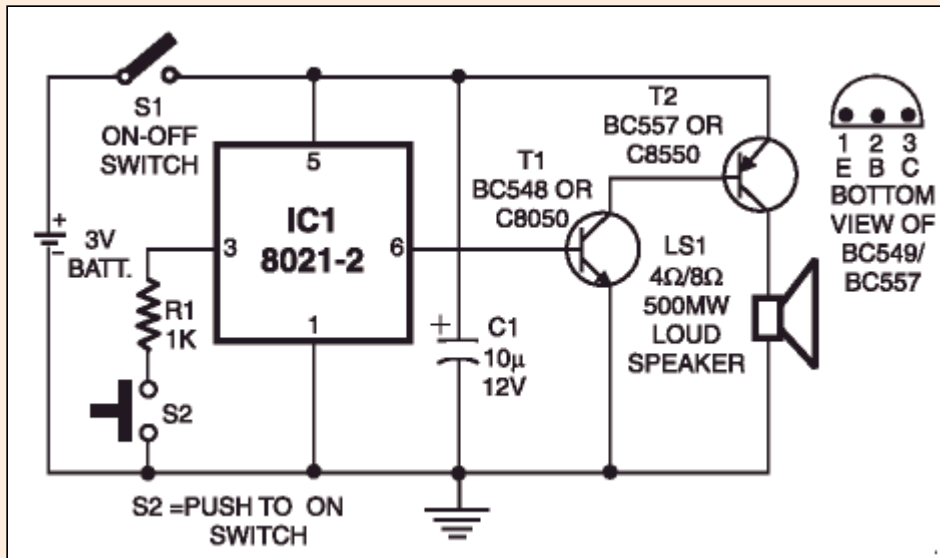 S1
ON-OFF
SWITCH
+
-
3V
BATT.
R1
1K
S2
S2 =PUSH TO ON
SWITCH
5
IC1
8021-2
3
6
1
+
C1
10µ
12V
T1
BC548 OR
C8050
T2
BC557 OR
C8550
LS1
4Ω/8Ω
500MW
LOUD
SPEAKER
1 2 3
E B C
BOTTOM
VIEW OF
BC549/
BC557